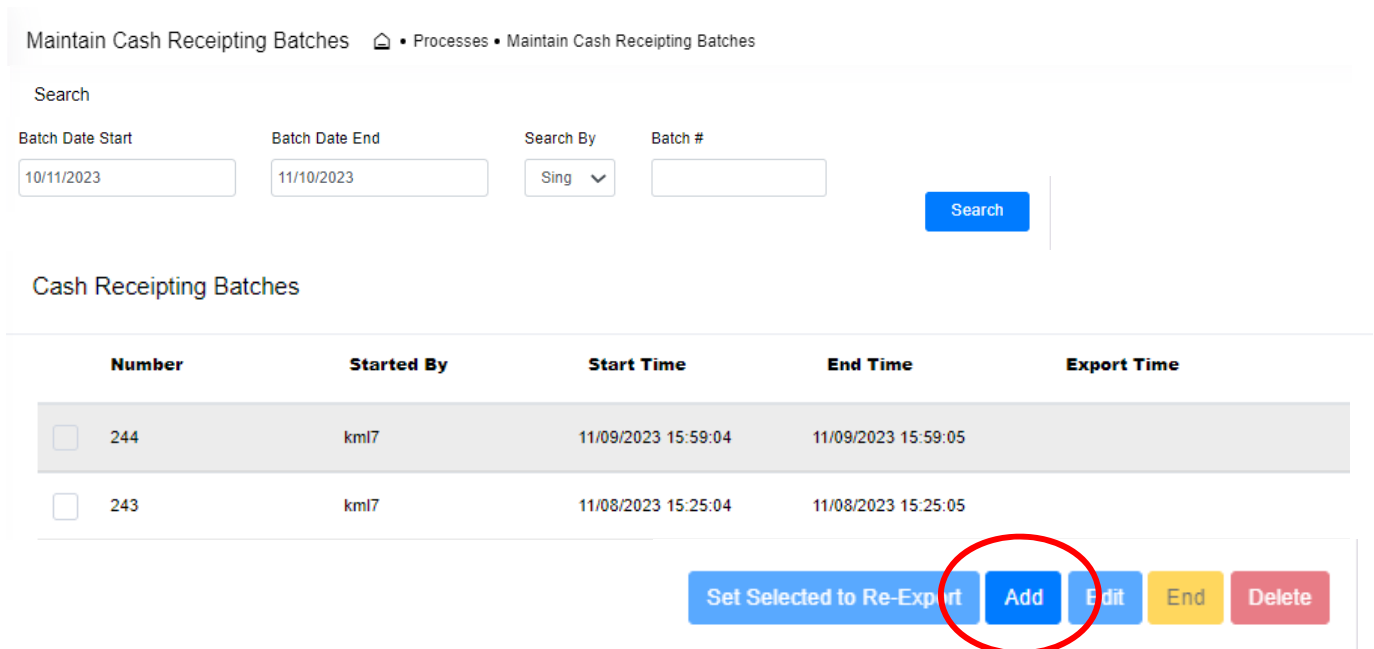 Maintain Cash Receipting Batches • Processes • Maintain Cash Receipting Batches
Search
Batch Date Start Batch Date End Search By Batch #
10/11/2023 11/10/2023 Sing
Search
Cash Receipting Batches
Number Started By Start Time End Time Export Time
244 kml7 11/09/2023 15:59:04 11/09/2023 15:59:05
243 kml7 11/08/2023 15:25:04 11/08/2023 15:25:05
Set Selected to Re-Export Add Edit End Delete